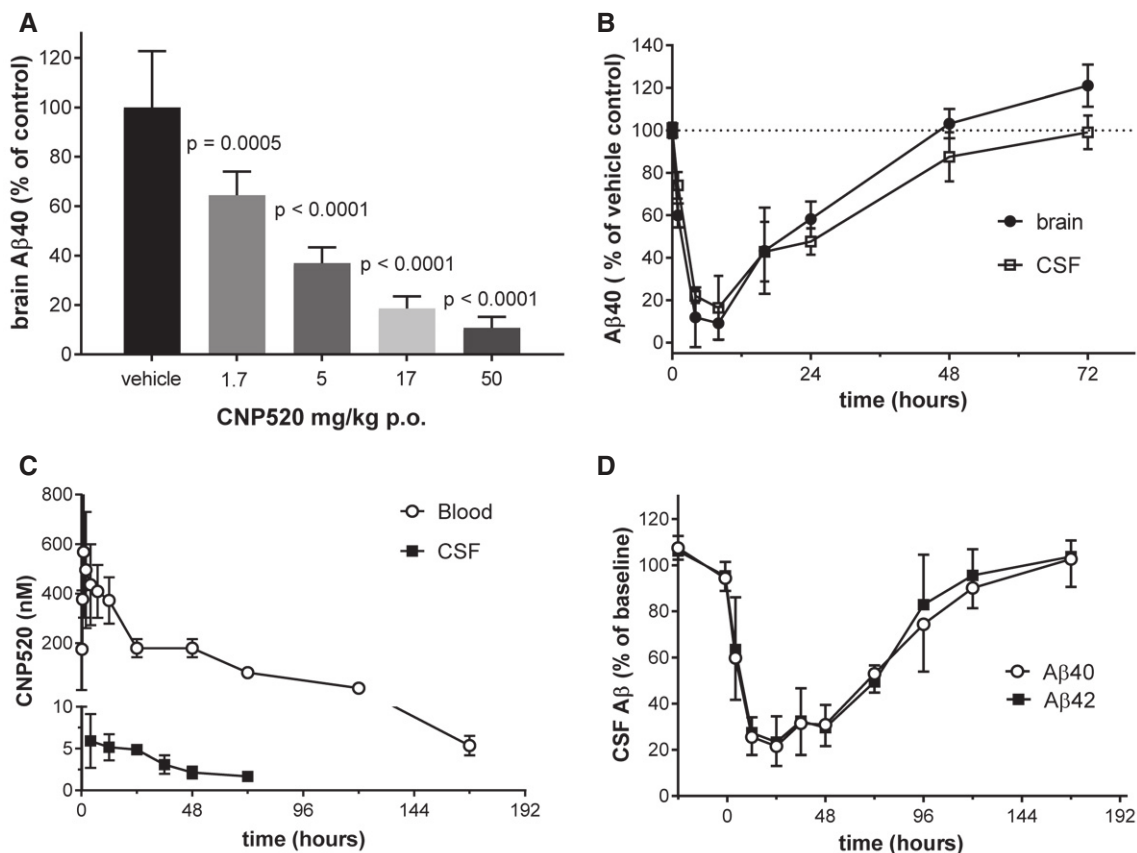 A
brain Aβ40 (% of control)
120
100
80
60
40
20
0
p = 0.0005
p < 0.0001
p < 0.0001
p < 0.0001
vehicle 1.7 5 17 50
CNP520 mg/kg p.o.
B
Aβ40 ( % of vehicle control)
140
120
100
80
60
40
20
0
brain
CSF
0 24 48 72
time (hours)
C
CNP520 (nM)
800
600
400
200
10
5
0
Blood
CSF
0 48 96 144 192
time (hours)
D
CSF Aβ (% of baseline)
120
100
80
60
40
20
0
Aβ40
Aβ42
0 48 96 144 192
time (hours)